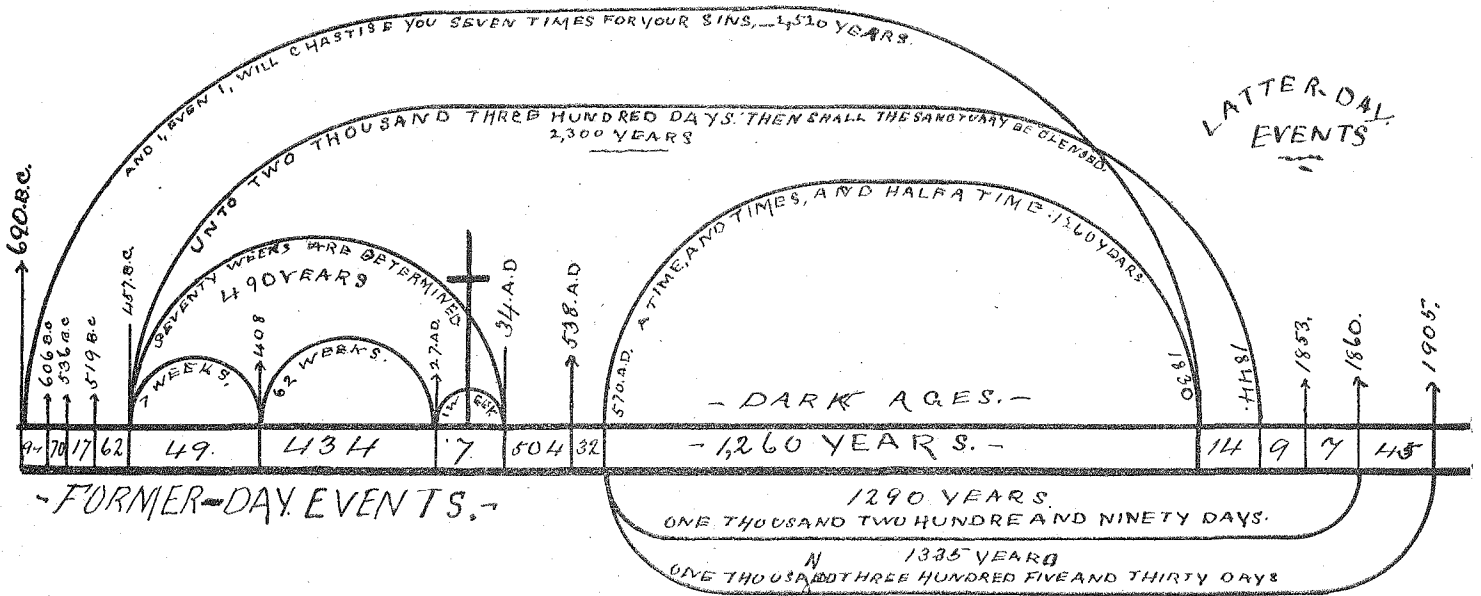 AND I, EVEN I, WILL CHASTISE YOU SEVEN TIMES FOR YOUR SINS,—2,520 YEARS.
LATTER-DAY.
EVENTS
UNTO TWO THOUSAND THREE HUNDRED DAYS. THEN SHALL THE SANCTUARY BE CLENSED.
2,300 YEARS
A TIME, AND TIMES, AND HALF A TIME. 1260 YEARS
SEVENTY WEEKS ARE DETERMINED
490 YEARS
690. B.C.
606 B.C
536 B.C
519 B.C
457. B.C
7 WEEKS,
408
62 WEEKS.
27. A.D.
1 WEEK
34. A.D
538. A.D
570. A.D.
1830
1844.
1853,
1860.
1905.
- DARK AGES. -
70 17 62 49. 434 7 504 32 - 1,260 YEARS. - 14 9 7 45
- FORMER-DAY. EVENTS. -
1290 YEARS.
ONE THOUSAND TWO HUNDRE AND NINETY DAYS.
1335 YEARS
ONE THOUSAND THREE HUNDRED FIVE AND THIRTY DAYS